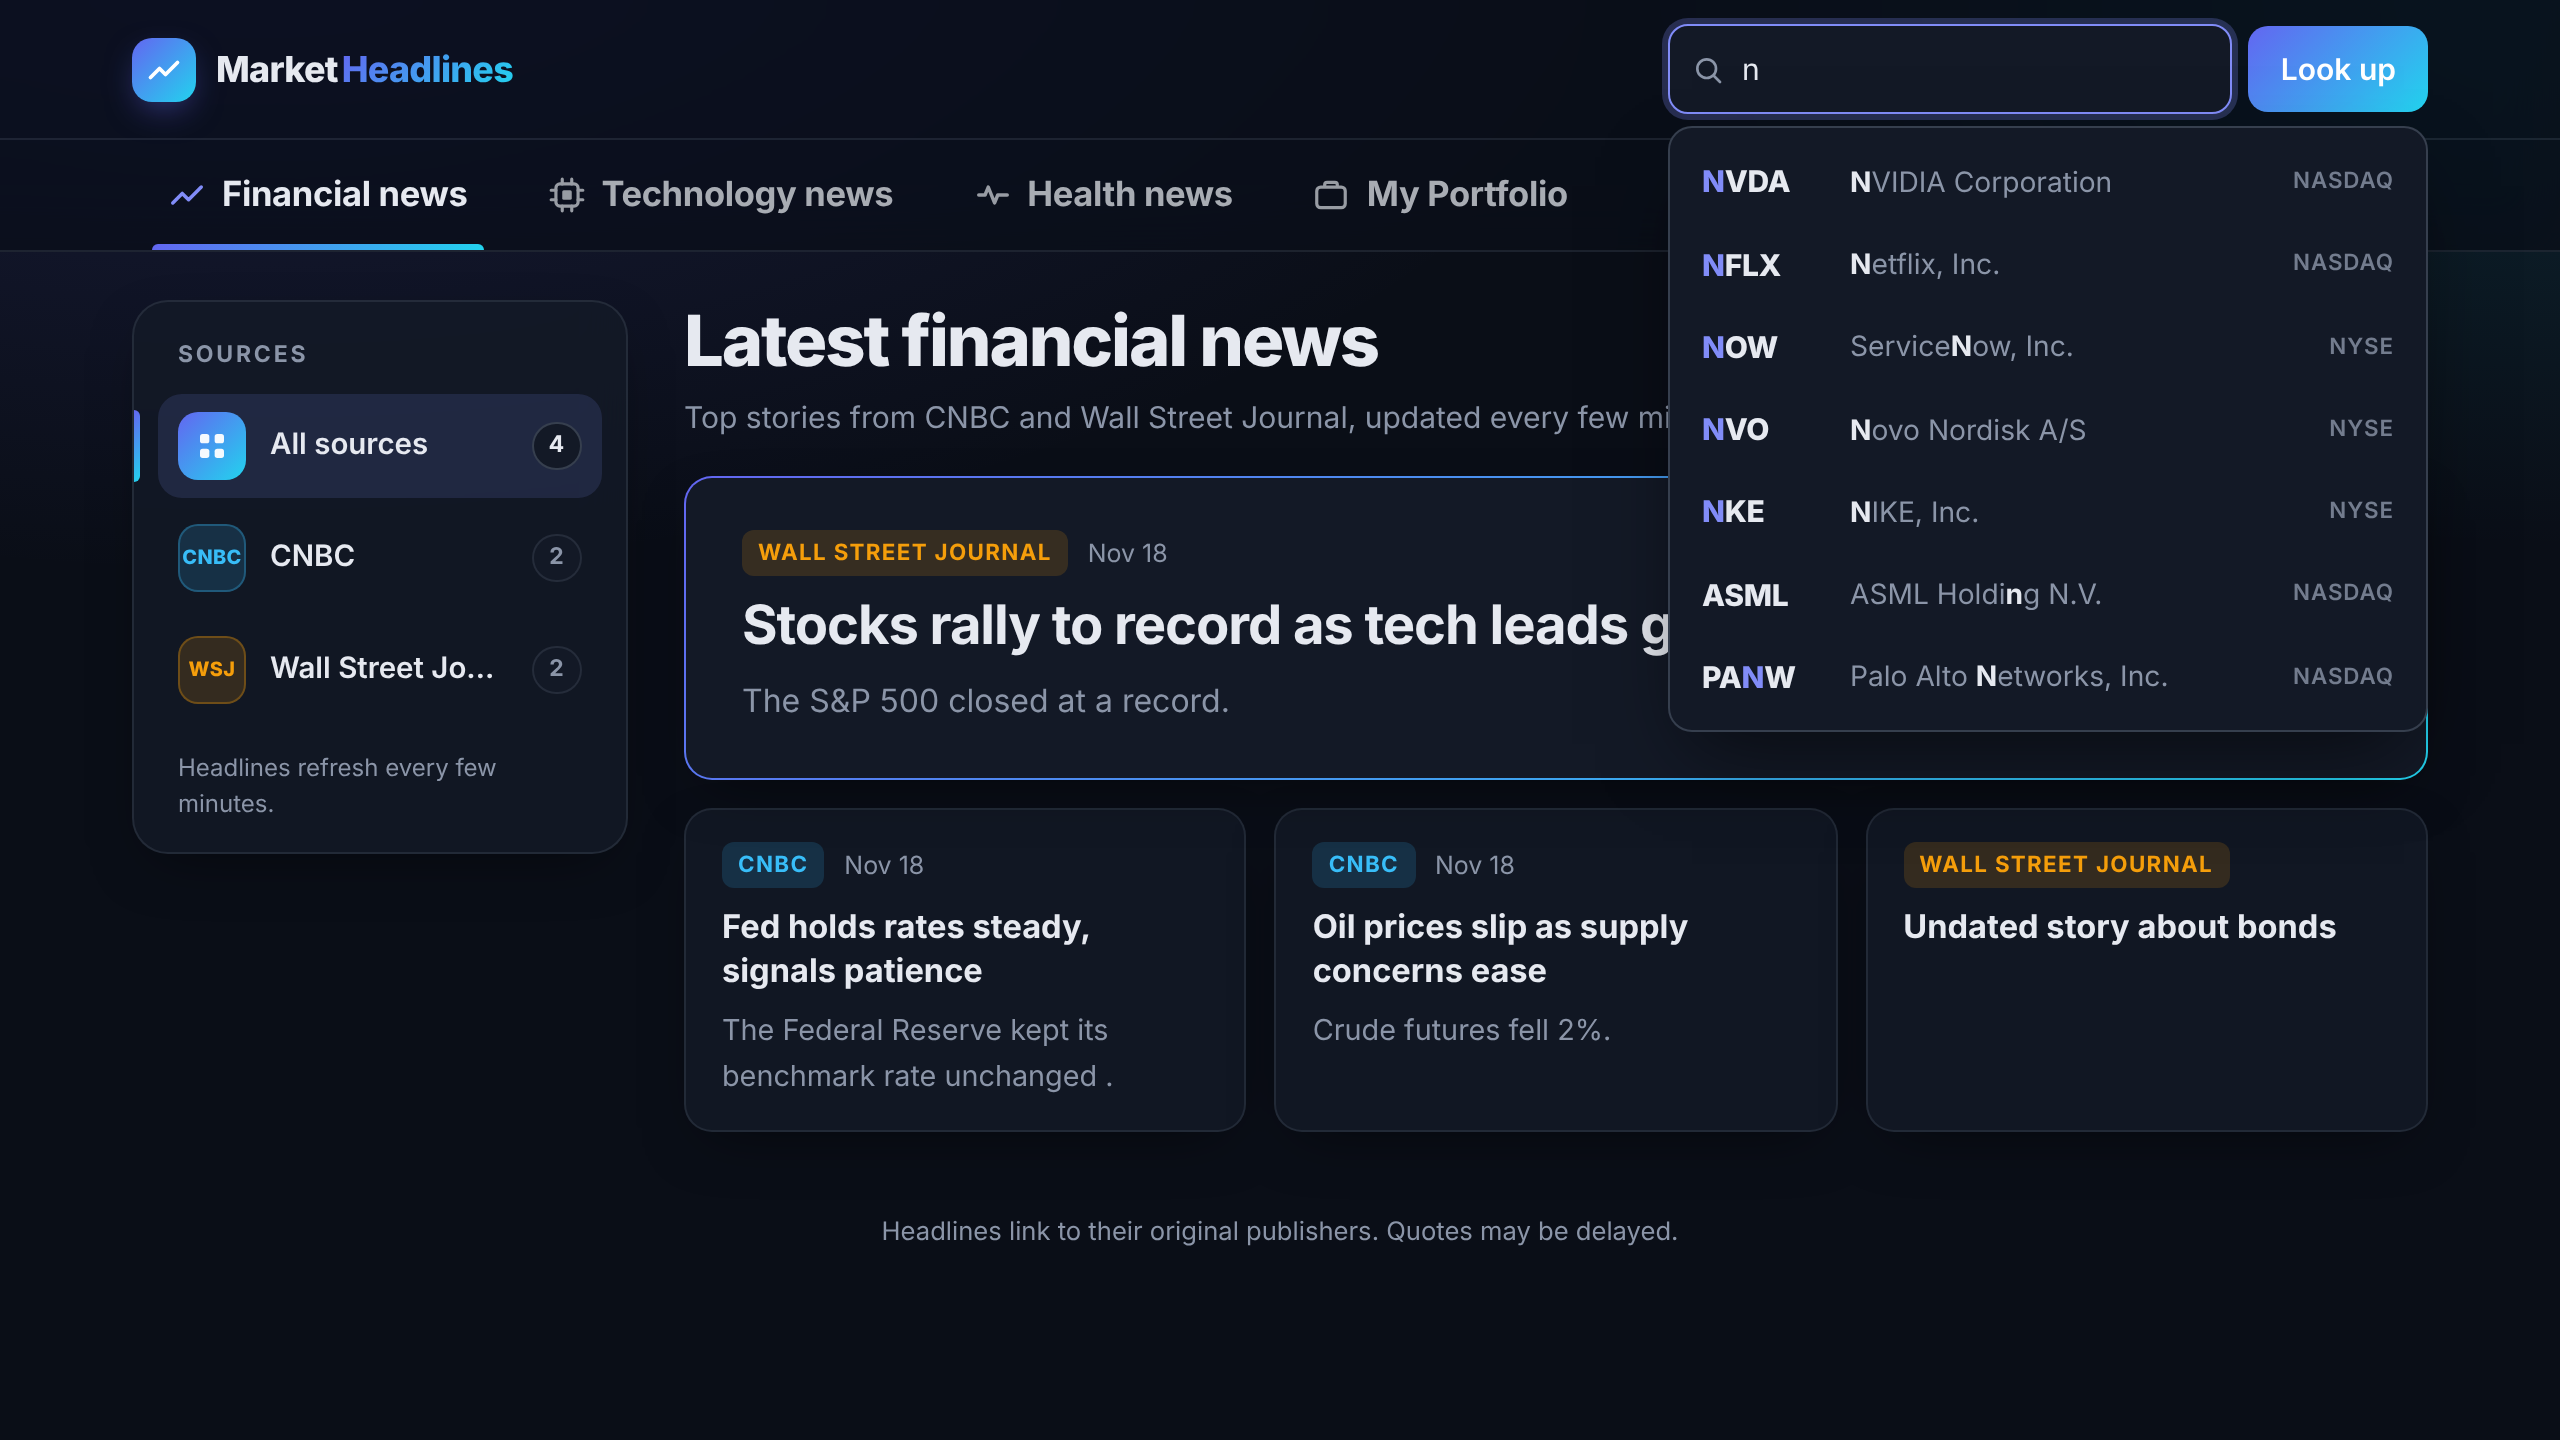 MarketHeadlines
n
Look up
Financial news
Technology news
Health news
My Portfolio
NVDA NVIDIA Corporation NASDAQ
NFLX Netflix, Inc. NASDAQ
NOW ServiceNow, Inc. NYSE
NVO Novo Nordisk A/S NYSE
NKE NIKE, Inc. NYSE
ASML ASML Holding N.V. NASDAQ
PANW Palo Alto Networks, Inc. NASDAQ
SOURCES
All sources 4
CNBC CNBC 2
WSJ Wall Street Jo... 2
Headlines refresh every few
minutes.
Latest financial news
Top stories from CNBC and Wall Street Journal, updated every few
WALL STREET JOURNAL Nov 18
Stocks rally to record as tech leads
The S&P 500 closed at a record.
CNBC Nov 18
Fed holds rates steady,
signals patience
The Federal Reserve kept its
benchmark rate unchanged .
CNBC Nov 18
Oil prices slip as supply
concerns ease
Crude futures fell 2%.
WALL STREET JOURNAL
Undated story about bonds
Headlines link to their original publishers. Quotes may be delayed.